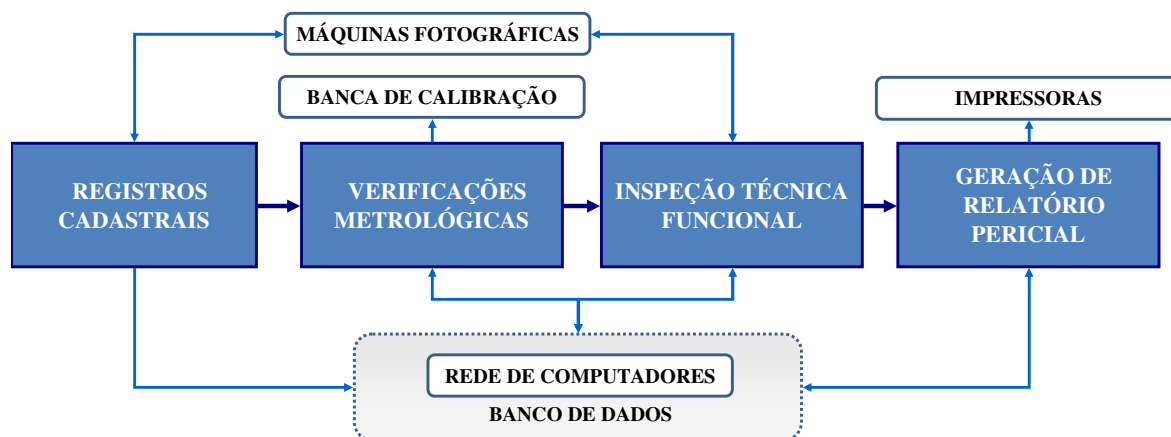 MÁQUINAS FOTOGRÁFICAS
BANCA DE CALIBRAÇÃO
IMPRESSORAS
REGISTROS
CADASTRAIS
VERIFICAÇÕES
METROLÓGICAS
INSPEÇÃO TÉCNICA
FUNCIONAL
GERAÇÃO DE
RELATÓRIO
PERICIAL
REDE DE COMPUTADORES
BANCO DE DADOS